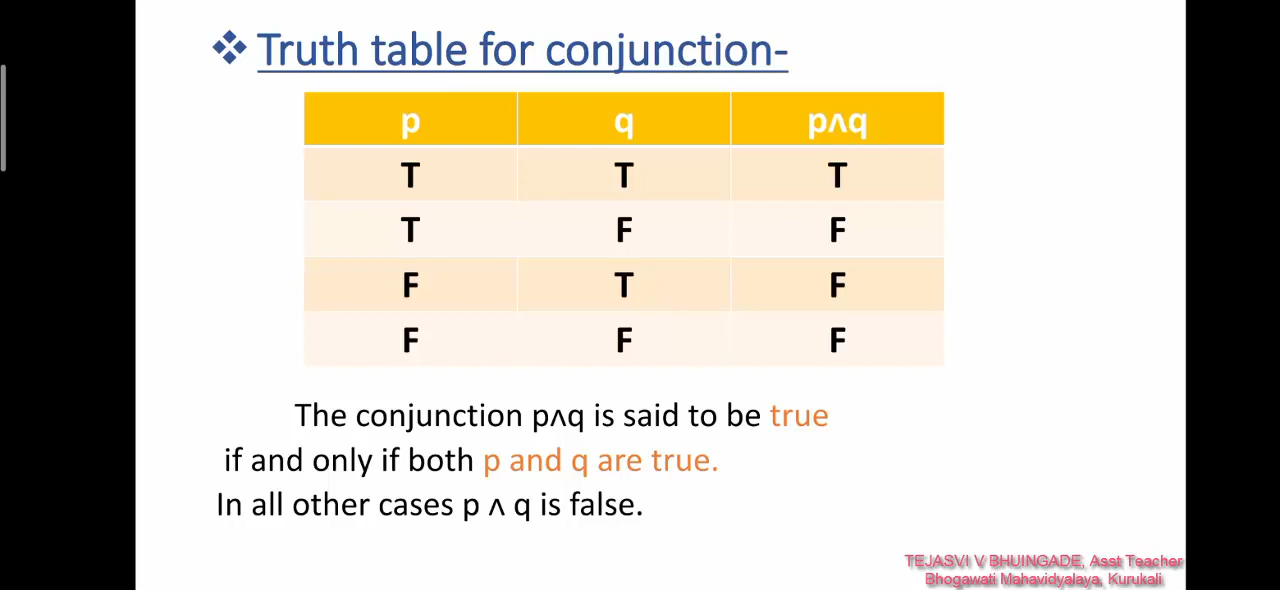 ❖ Truth table for conjunction-
p q p∧q
T T T
T F F
F T F
F F F
The conjunction p∧q is said to be true
if and only if both p and q are true.
In all other cases p ∧ q is false.
TEJASVI V BHUINGADE, Asst Teacher
Bhogawati Mahavidyalaya, Kurukali